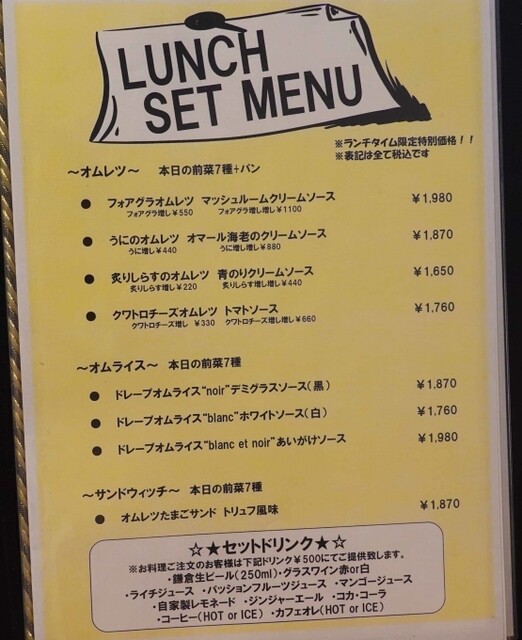 LUNCH
SET MENU
※ランチタイム限定特別価格！！
※表記は全て税込です
～オムレツ～ 本日の前菜7種+パン
● フォアグラオムレツ マッシュルームクリームソース ¥1,980
フォアグラ増し¥550 フォアグラ増し増し¥1100
● うにのオムレツ オマール海老のクリームソース ¥1,870
うに増し¥440 うに増し増し¥880
● 炙りしらすのオムレツ 青のりクリームソース ¥1,650
炙りしらす増し¥220 炙りしらす増し増し¥440
● クワトロチーズオムレツ トマトソース ¥1,760
クワトロチーズ増し ¥330 クワトロチーズ増し増し¥660
～オムライス～ 本日の前菜7種
● ドレープオムライス“noir”デミグラスソース(黒) ¥1,870
● ドレープオムライス“blanc”ホワイトソース(白) ¥1,760
● ドレープオムライス“blanc et noir”あいがけソース ¥1,980
～サンドウィッチ～ 本日の前菜7種
● オムレツたまごサンド トリュフ風味 ¥1,870
☆★セットドリンク★☆
※お料理ご注文のお客様は下記ドリンク¥500にてご提供致します。
・鎌倉生ビール(250ml)・グラスワイン赤or白
・ライチジュース ・パッションフルーツジュース ・マンゴージュース
・自家製レモネード ・ジンジャーエール ・コカ・コーラ
・コーヒー(HOT or ICE) ・カフェオレ(HOT or ICE)